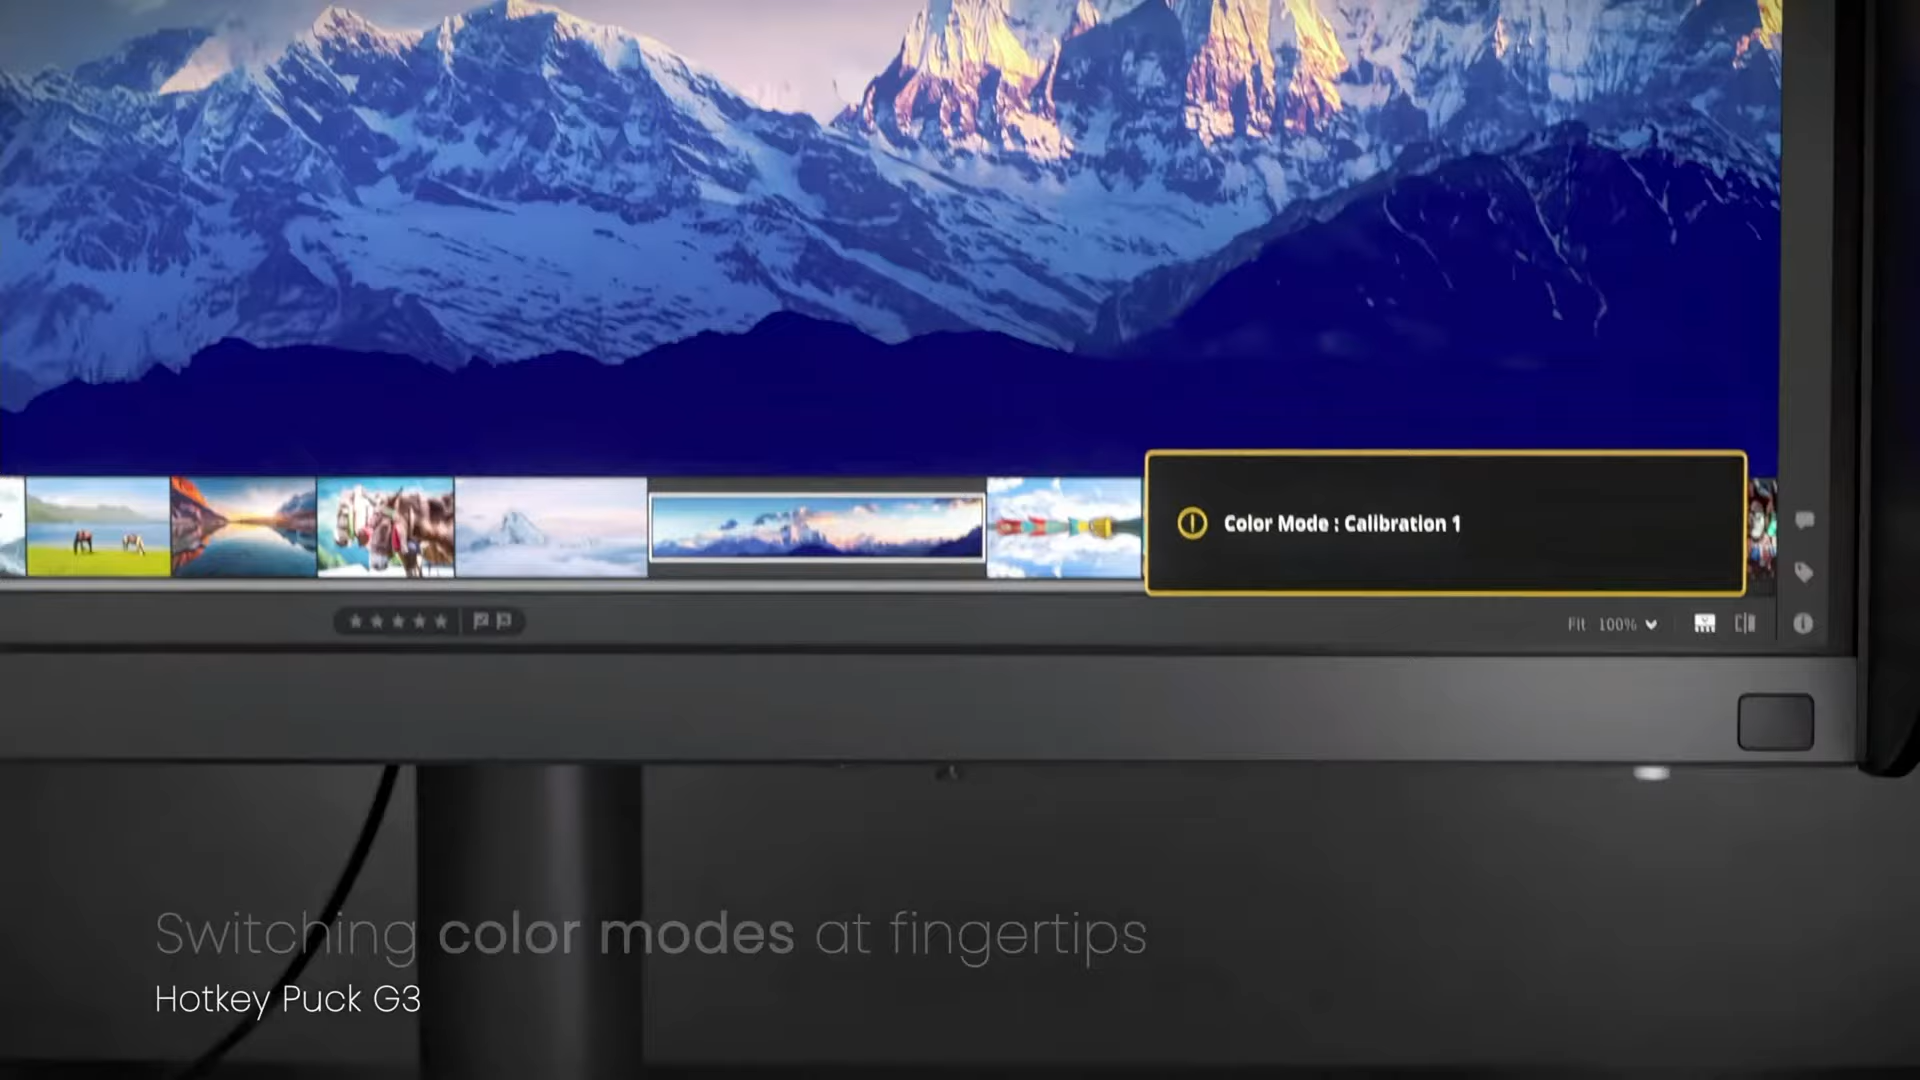 Color Mode : Calibration 1
Fit 100%
Switching color modes at fingertips
Hotkey Puck G3